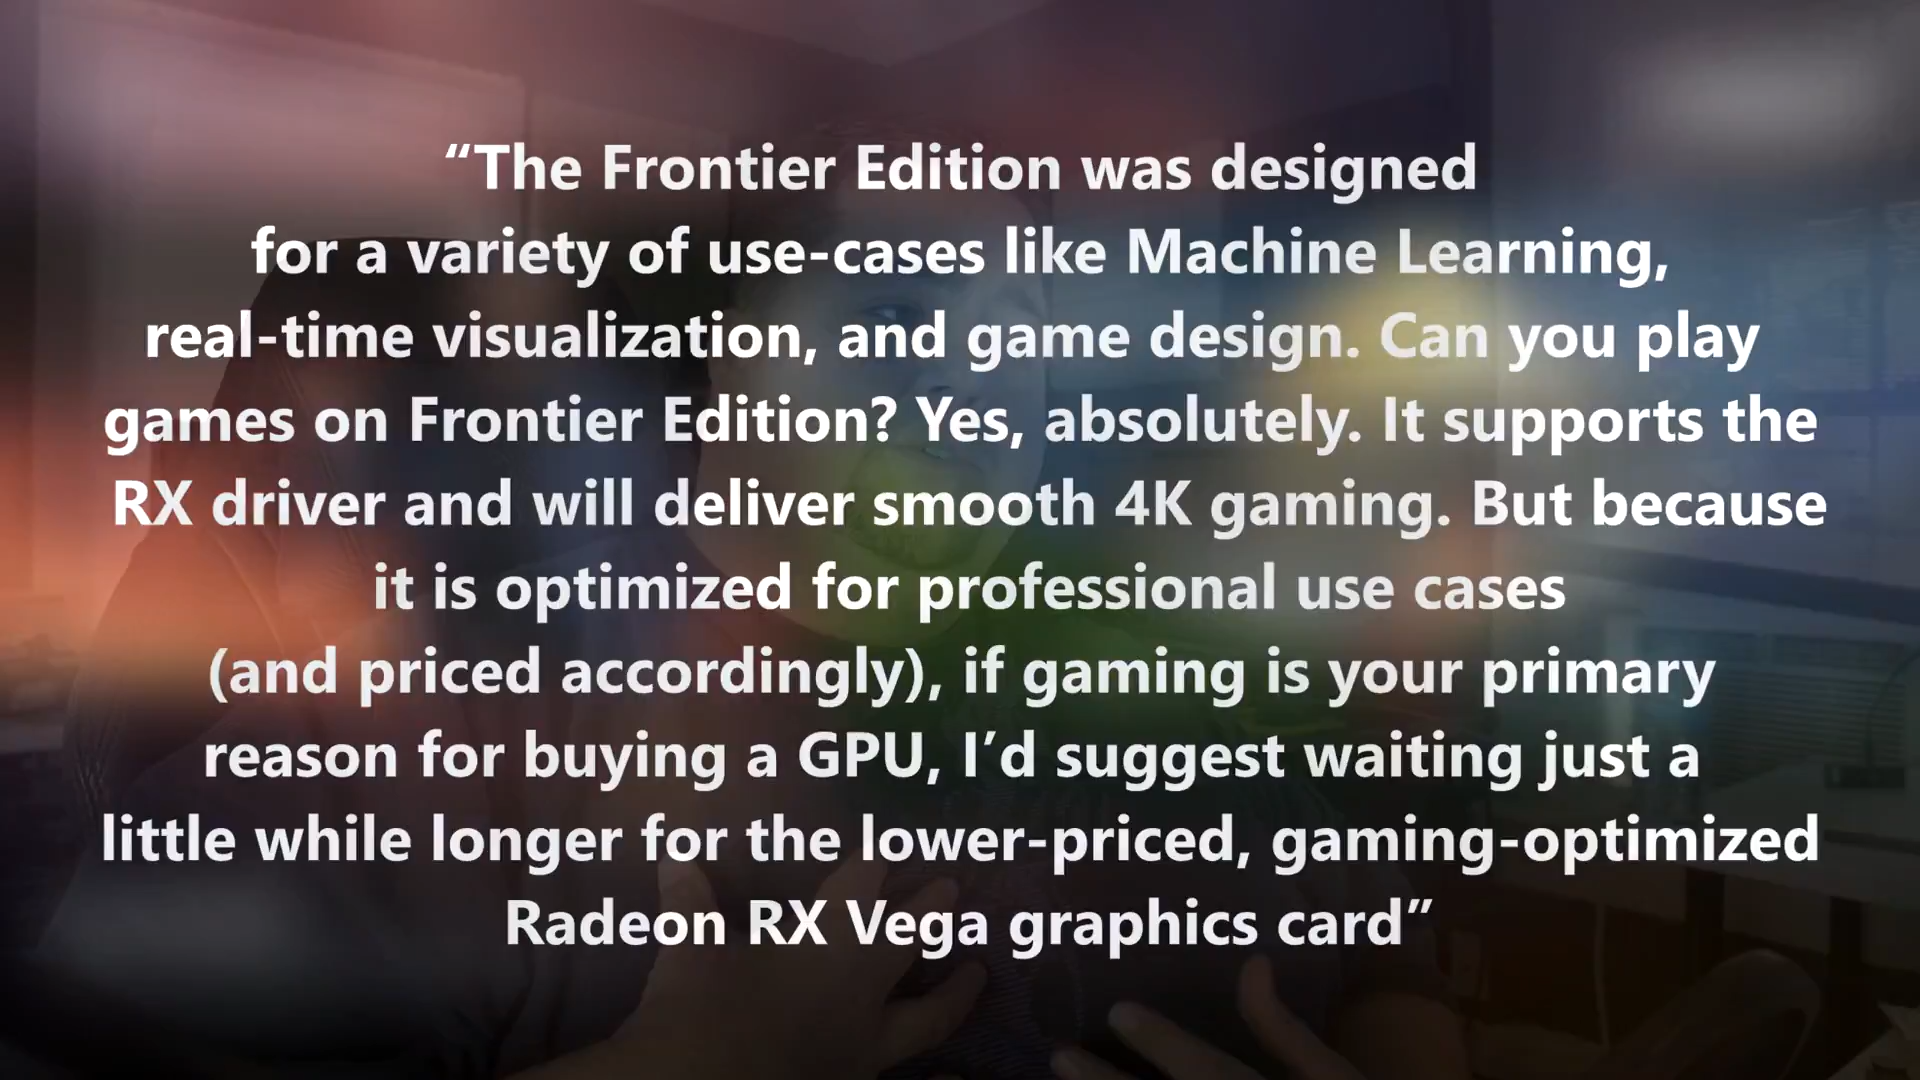 “The Frontier Edition was designed
for a variety of use-cases like Machine Learning,
real-time visualization, and game design. Can you play
games on Frontier Edition? Yes, absolutely. It supports the
RX driver and will deliver smooth 4K gaming. But because
it is optimized for professional use cases
(and priced accordingly), if gaming is your primary
reason for buying a GPU, I’d suggest waiting just a
little while longer for the lower-priced, gaming-optimized
Radeon RX Vega graphics card”